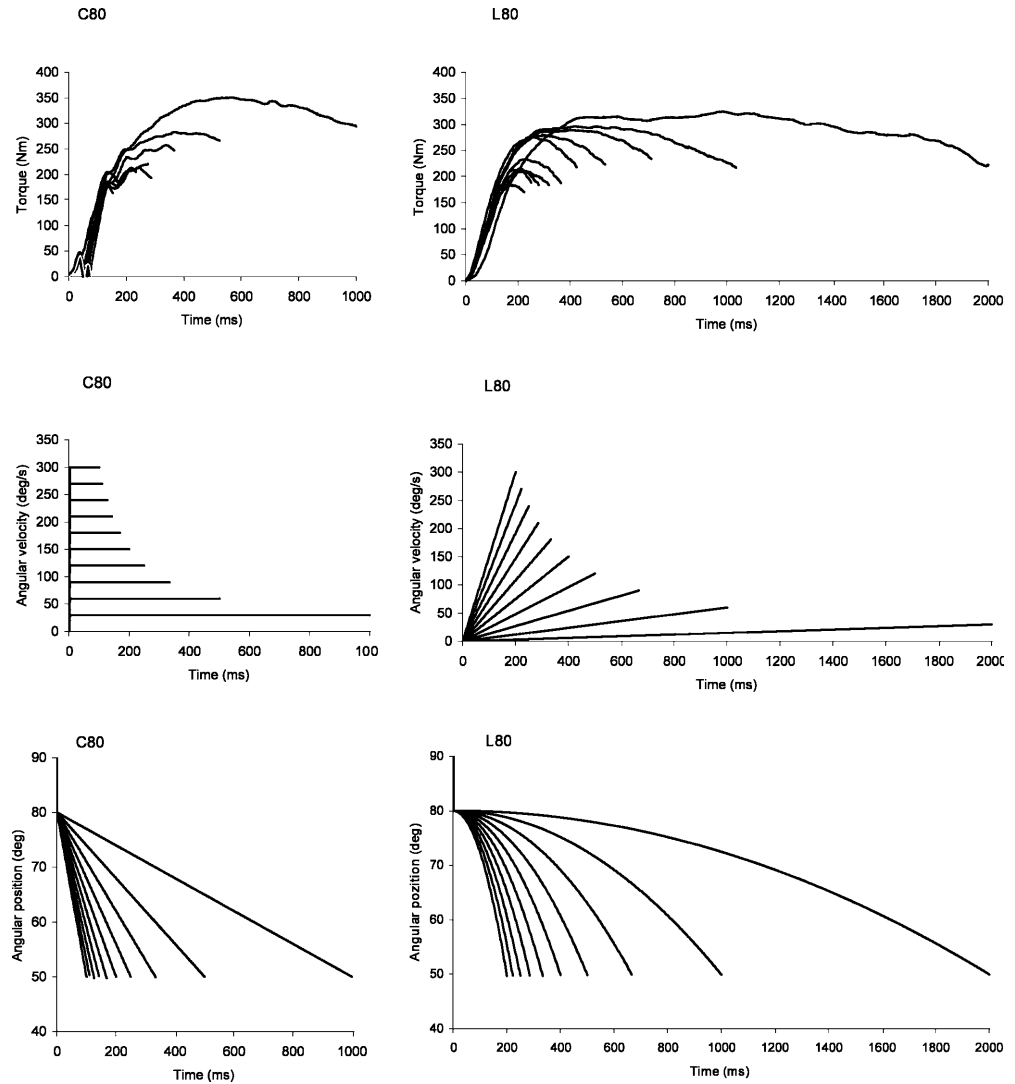 C80
L80
400
350
300
250
200
150
100
50
0
Torque (Nm)
0 200 400 600 800 1000
Time (ms)
400
350
300
250
200
150
100
50
0
Torque (Nm)
0 200 400 600 800 1000 1200 1400 1600 1800 2000
Time (ms)
C80
L80
350
300
250
200
150
100
50
0
Angular velocity (deg/s)
0 200 400 600 800 100
Time (ms)
350
300
250
200
150
100
50
0
Angular velocity (deg/s)
0 200 400 600 800 1000 1200 1400 1600 1800 2000
Time (ms)
C80
L80
90
80
70
60
50
40
Angular position (deg)
0 200 400 600 800 1000
Time (ms)
90
80
70
60
50
40
Angular pozition (deg)
0 200 400 600 800 1000 1200 1400 1600 1800 2000
Time (ms)